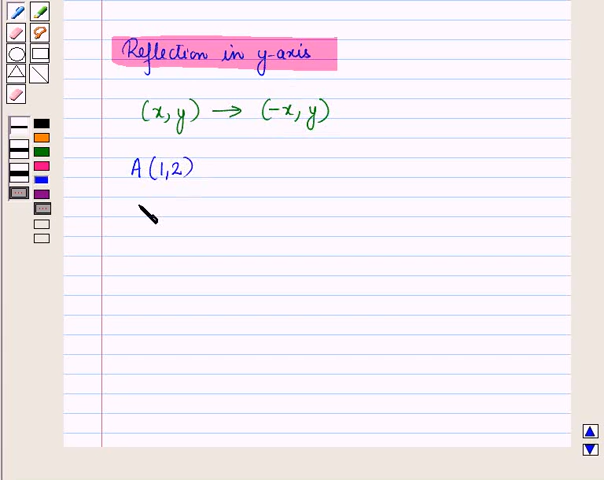 Reflection in y-axis
(x, y) → (-x, y)
A (1,2)